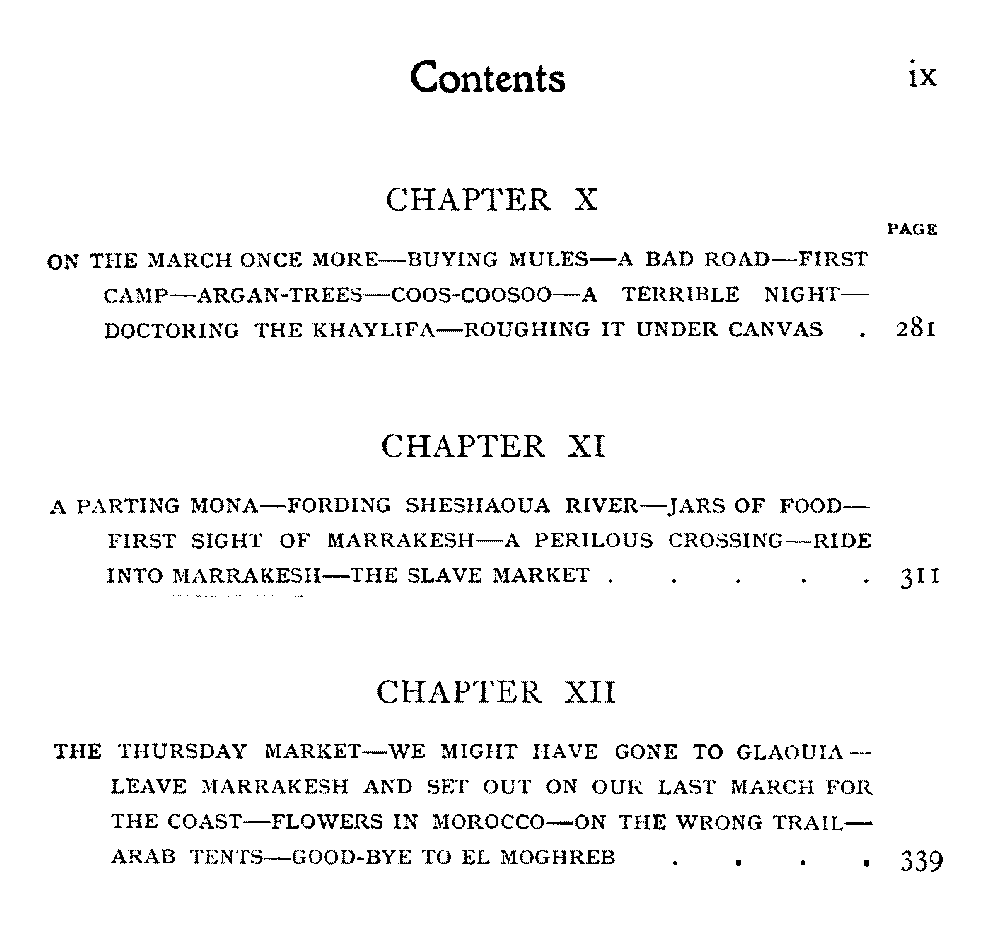 Contents ix
CHAPTER X
PAGE
ON THE MARCH ONCE MORE—BUYING MULES—A BAD ROAD—FIRST
CAMP—ARGAN-TREES—COOS-COOSOO—A TERRIBLE NIGHT—
DOCTORING THE KHAYLIFA—ROUGHING IT UNDER CANVAS . 281
CHAPTER XI
A PARTING MONA—FORDING SHESHAOUA RIVER—JARS OF FOOD—
FIRST SIGHT OF MARRAKESH—A PERILOUS CROSSING—RIDE
INTO MARRAKESH—THE SLAVE MARKET . . . . . 311
CHAPTER XII
THE THURSDAY MARKET—WE MIGHT HAVE GONE TO GLAOUIA—
LEAVE MARRAKESH AND SET OUT ON OUR LAST MARCH FOR
THE COAST—FLOWERS IN MOROCCO—ON THE WRONG TRAIL—
ARAB TENTS—GOOD-BYE TO EL MOGHREB . . . . 339